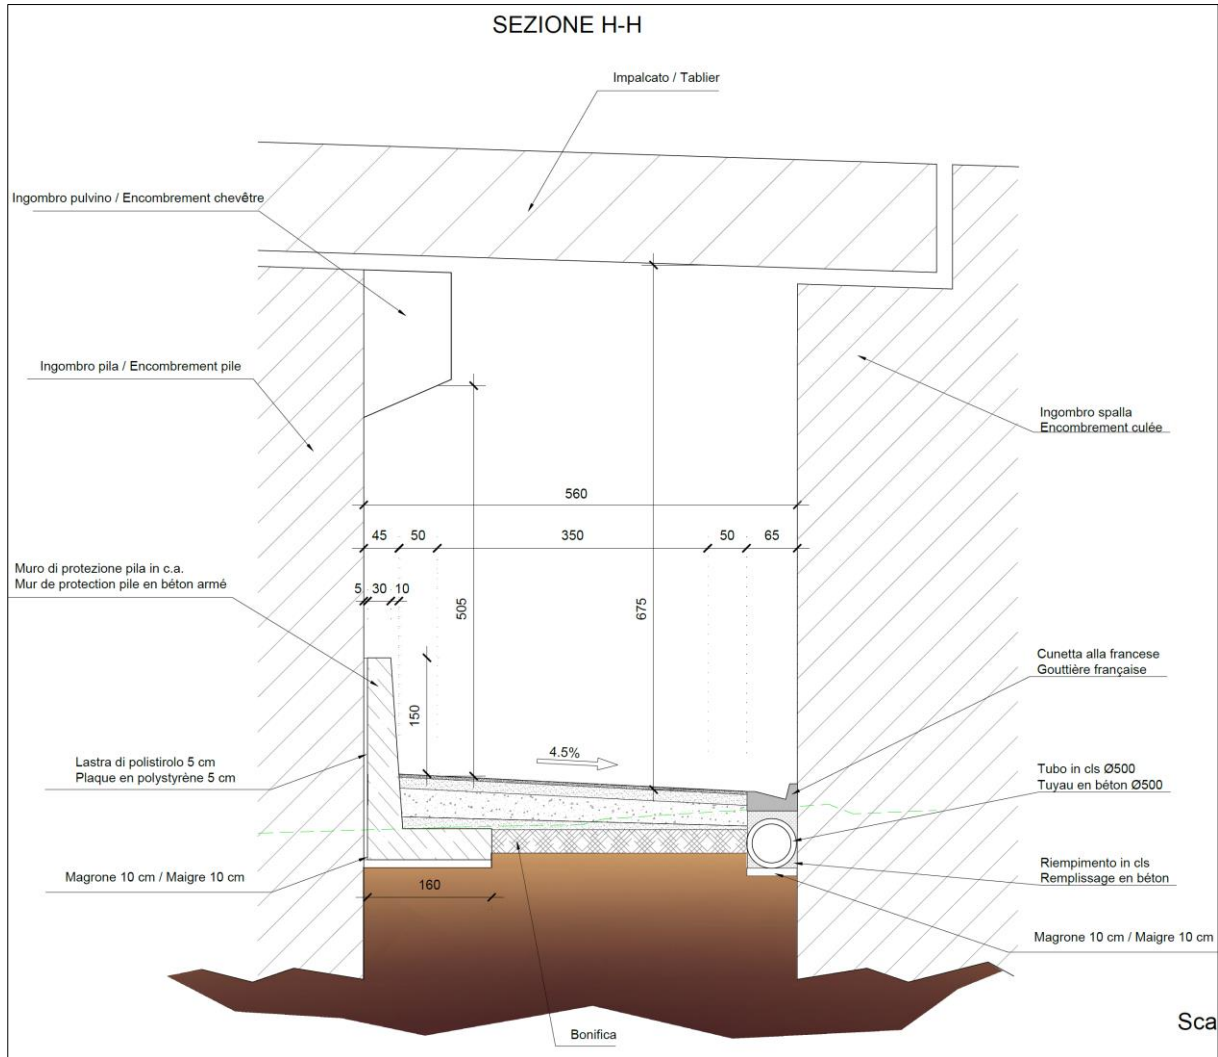 SEZIONE H-H
Impalcato / Tablier
Ingombro pulvino / Encombrement chevêtre
Ingombro pila / Encombrement pile
Ingombro spalla
Encombrement culée
560
45 50 350 50 65
Muro di protezione pila in c.a.
Mur de protection pile en béton armé
5 30 10
505
675
Cunetta alla francese
Gouttière française
150
4.5%
Lastra di polistirolo 5 cm
Plaque en polystyrène 5 cm
Tubo in cls Ø500
Tuyau en béton Ø500
Riempimento in cls
Remplissage en béton
Magrone 10 cm / Maigre 10 cm
160
Magrone 10 cm / Maigre 10 cm
Bonifica
Sca